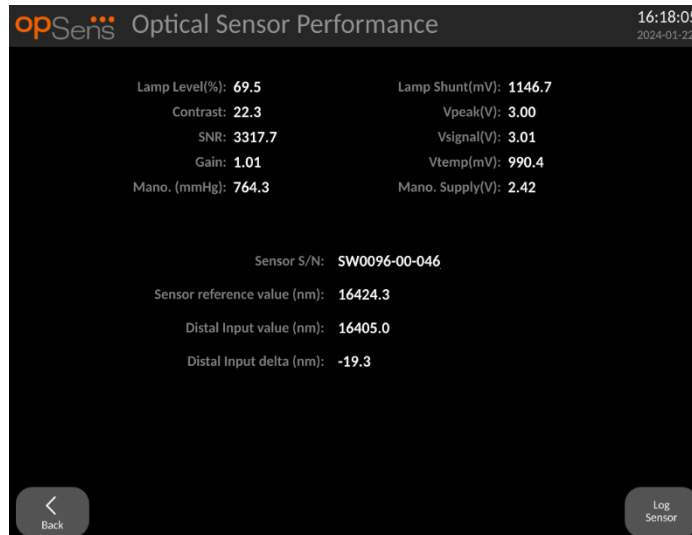 opSens Optical Sensor Performance 16:18:05
2024-01-22
Lamp Level(%): 69.5 Lamp Shunt(mV): 1146.7
Contrast: 22.3 Vpeak(V): 3.00
SNR: 3317.7 Vsignal(V): 3.01
Gain: 1.01 Vtemp(mV): 990.4
Mano. (mmHg): 764.3 Mano. Supply(V): 2.42
Sensor S/N: SW0096-00-046
Sensor reference value (nm): 16424.3
Distal Input value (nm): 16405.0
Distal Input delta (nm): -19.3
Back
Log
Sensor